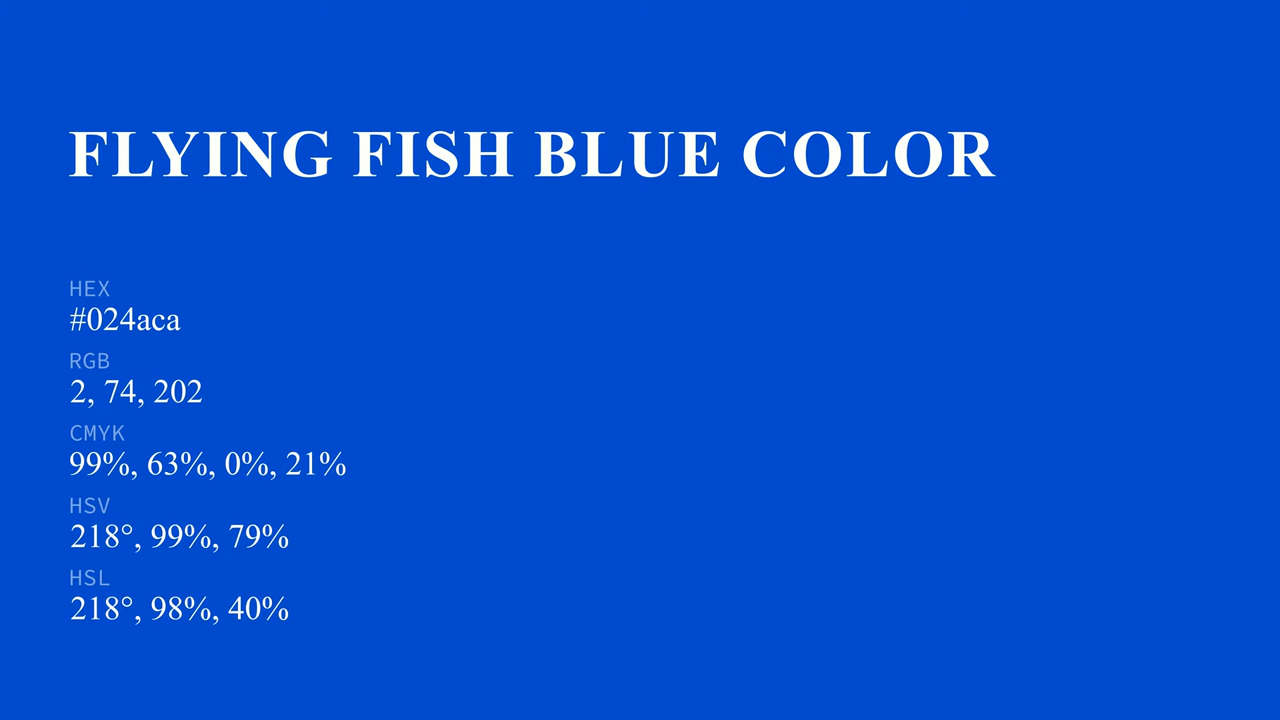 FLYING FISH BLUE COLOR
HEX
#024aca
RGB
2, 74, 202
CMYK
99%, 63%, 0%, 21%
HSV
218°, 99%, 79%
HSL
218°, 98%, 40%